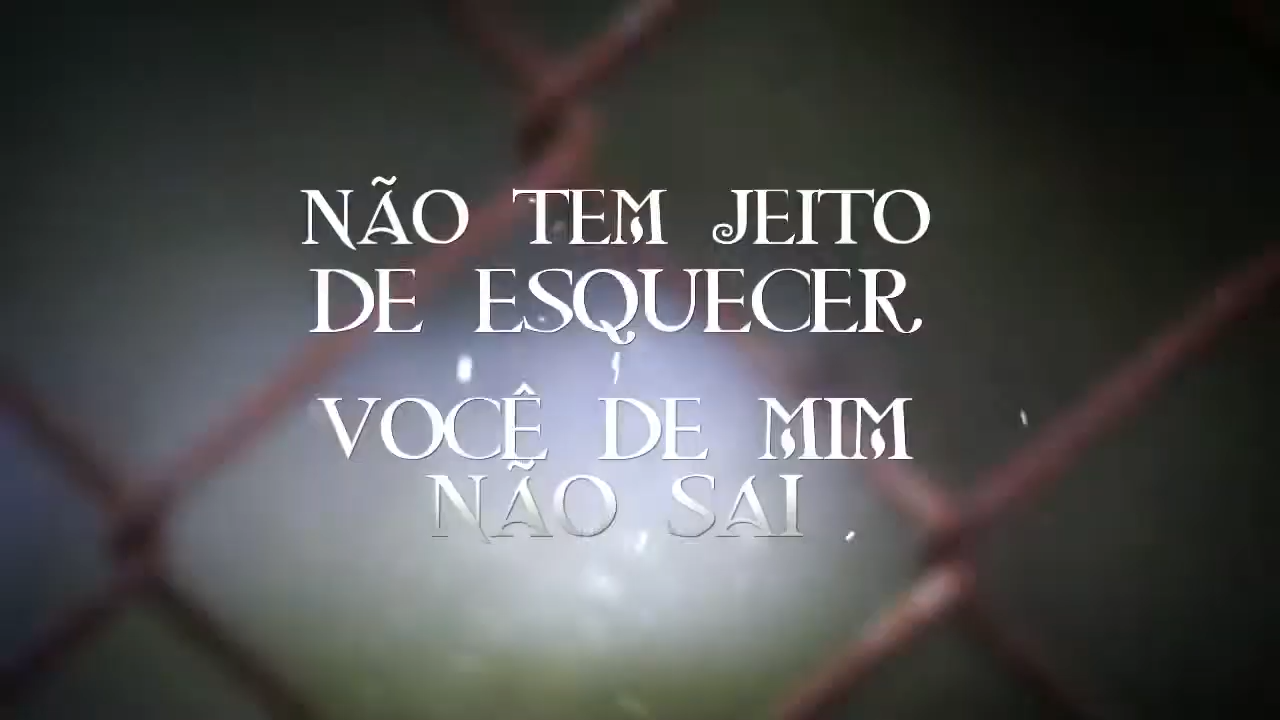 NÃO TEM JEITO
DE ESQUECER
VOCÊ DE MIM
NÃO SAI